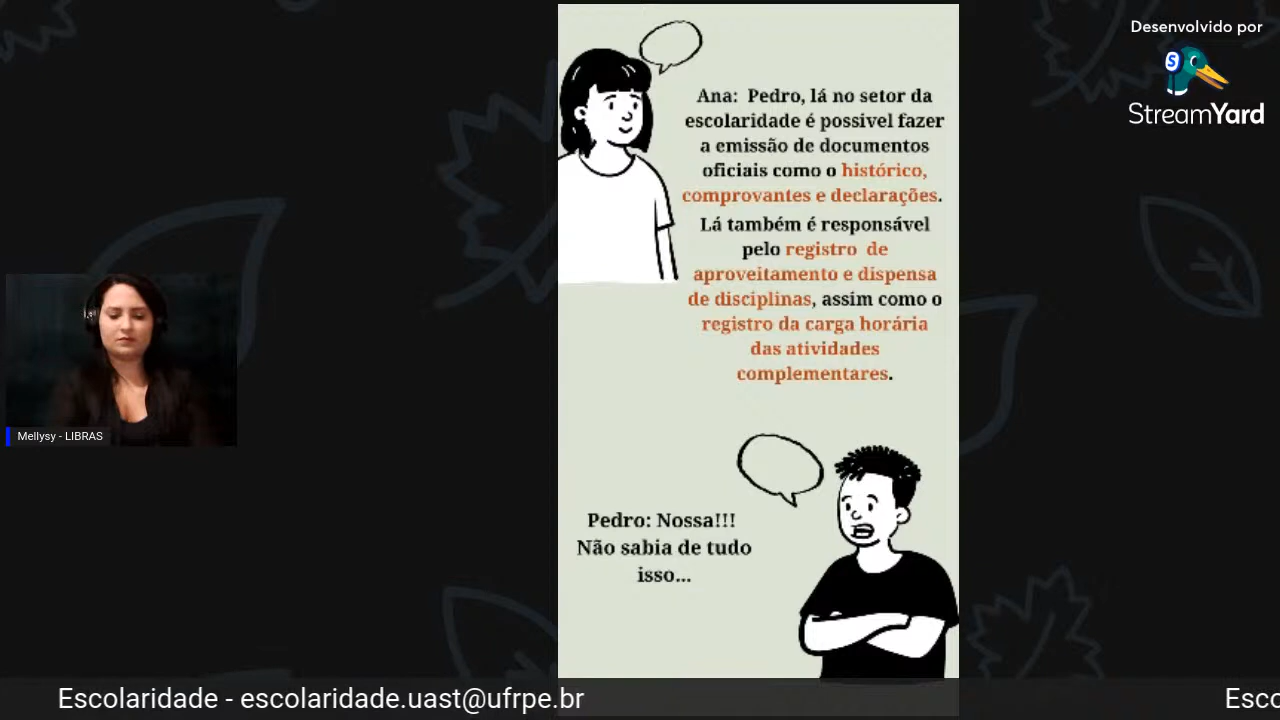 Desenvolvido por
StreamYard
Ana: Pedro, lá no setor da
escolaridade é possivel fazer
a emissão de documentos
oficiais como o histórico,
comprovantes e declarações.
Lá também é responsável
pelo registro de
aproveitamento e dispensa
de disciplinas, assim como o
registro da carga horária
das atividades
complementares.
Mellysy - LIBRAS
Pedro: Nossa!!!
Não sabia de tudo
isso...
Escolaridade - escolaridade.uast@ufrpe.br
Esco